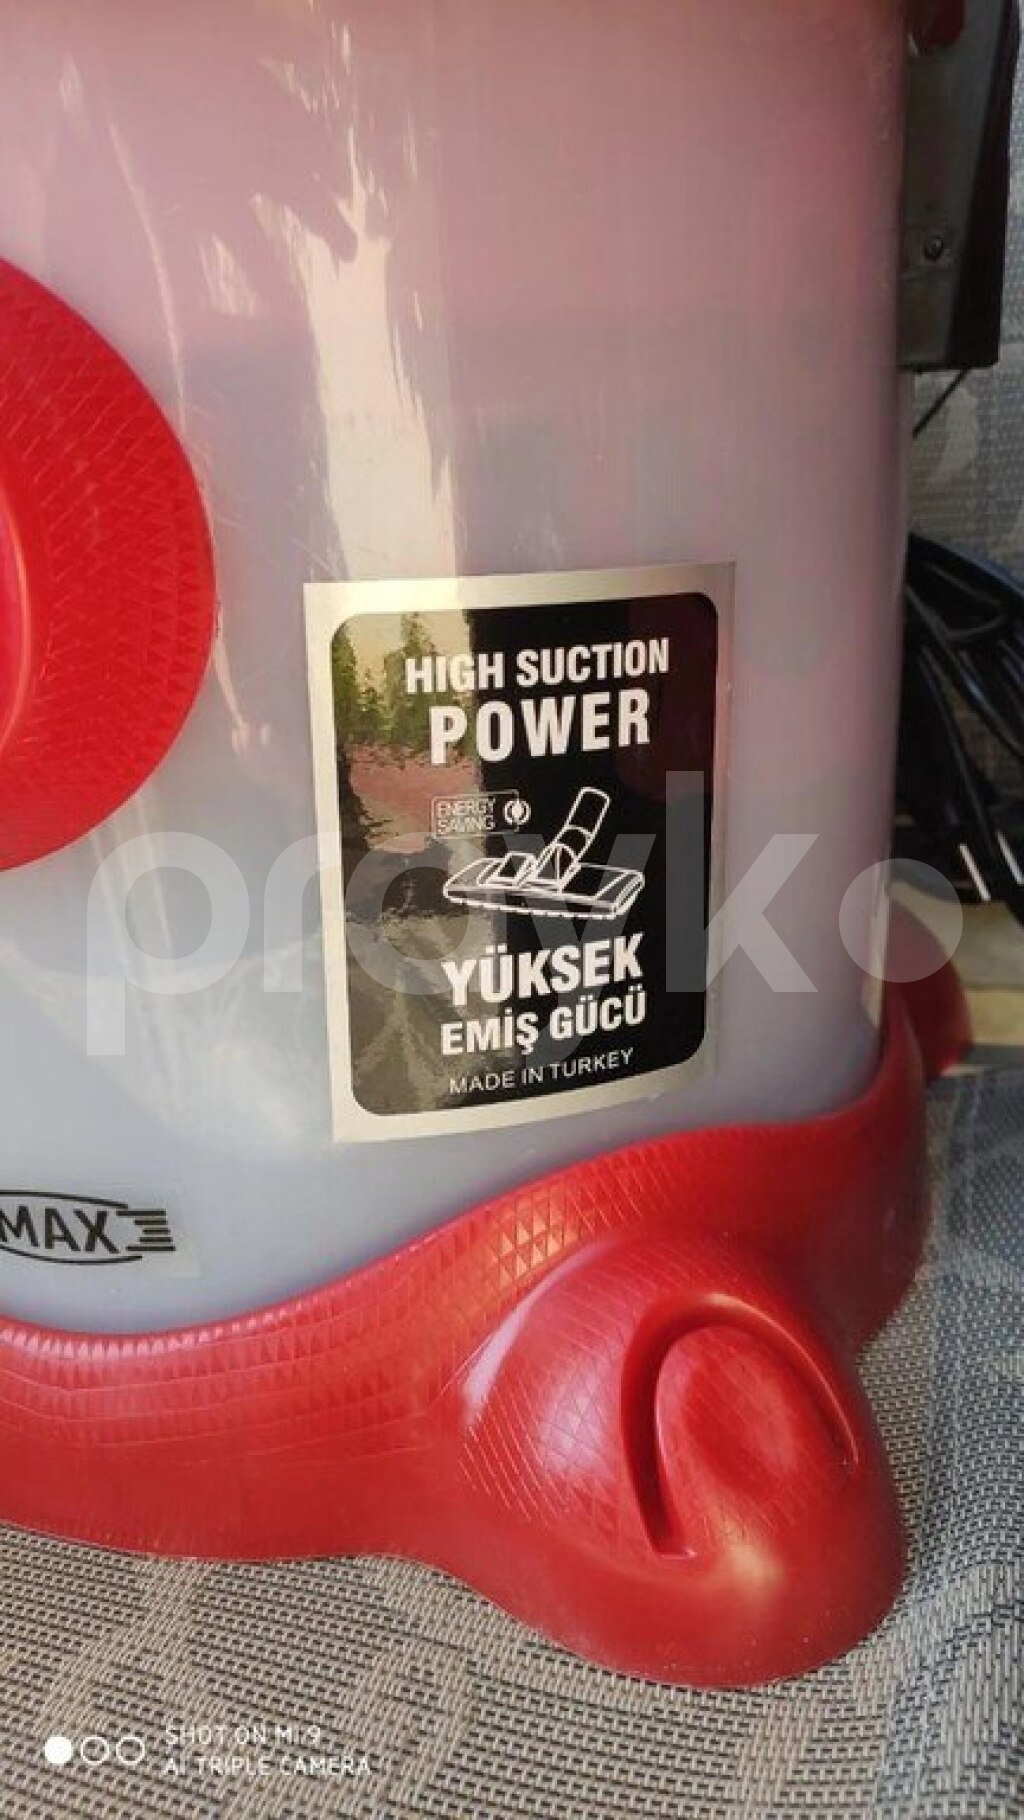 HIGH SUCTION
POWER
ENERGY
SAVING
YÜKSEK
EMİŞ GÜCÜ
MADE IN TURKEY
proyko
MAX
SHOT ON MI 9
AI TRIPLE CAMERA